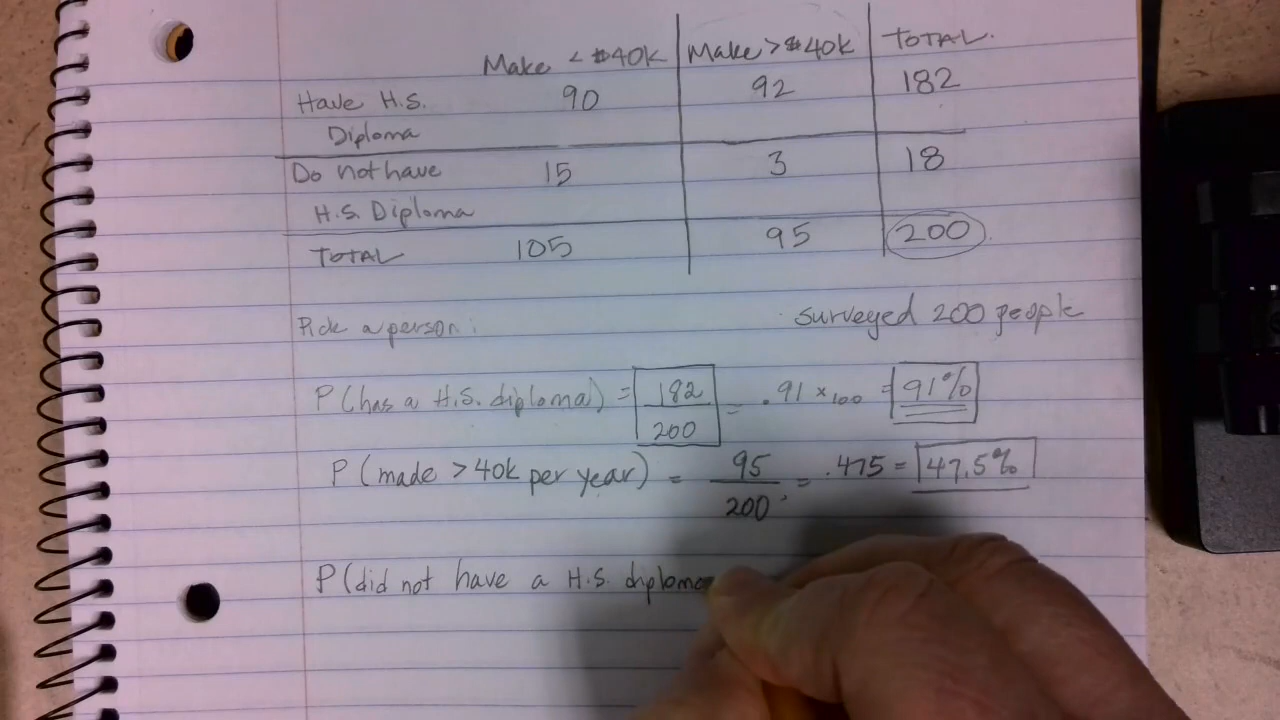 Make < $40k Make > $40k TOTAL.
Have H.S. 90 92 182
Diploma
Do not have 15 3 18
H.S. Diploma
TOTAL 105 95 200
Pick a person: surveyed 200 people
P(has a H.S. diploma) = 182/200 = .91 x 100 = 91%
P(made > 40k per year) = 95/200 = .475 = 47.5%
P(did not have a H.S. diploma